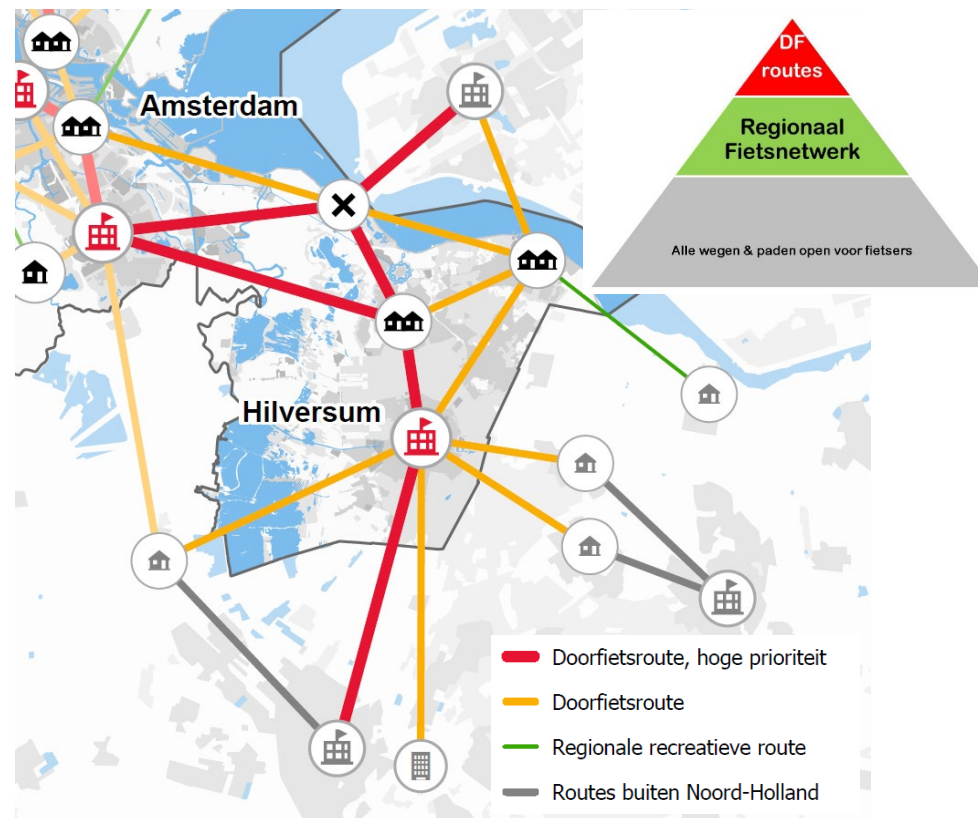 DF
routes
Regionaal
Fietsnetwerk
Alle wegen & paden open voor fietsers
Amsterdam
Hilversum
Doorfietsroute, hoge prioriteit
Doorfietsroute
Regionale recreatieve route
Routes buiten Noord-Holland